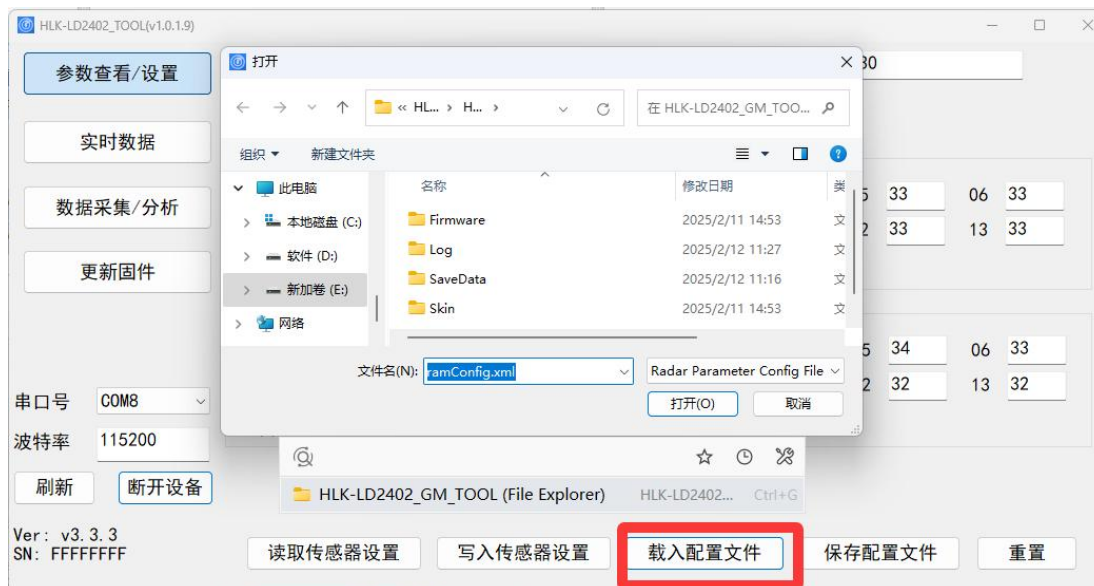 HLK-LD2402_TOOL(v1.0.1.9)
参数查看/设置
实时数据
数据采集/分析
更新固件
串口号 COM8
波特率 115200
刷新 断开设备
Ver: v3.3.3
SN: FFFFFFFF
打开
« HL... › H... ›
在 HLK-LD2402_GM_TOO...
组织 新建文件夹
此电脑
本地磁盘 (C:)
软件 (D:)
新加卷 (E:)
网络
名称 修改日期
Firmware 2025/2/11 14:53 文
Log 2025/2/12 11:27 文
SaveData 2025/2/12 11:16 文
Skin 2025/2/11 14:53 文
文件名(N): ramConfig.xml Radar Parameter Config File
打开(O) 取消
33 06 33
33 13 33
34 06 33
32 13 32
HLK-LD2402_GM_TOOL (File Explorer) HLK-LD2402... Ctrl+G
读取传感器设置 写入传感器设置 载入配置文件 保存配置文件 重置